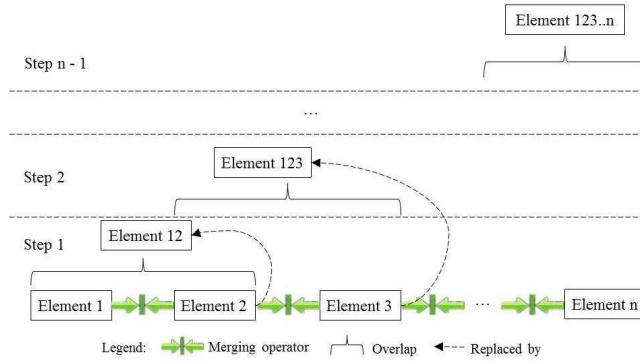 Element 123..n
Step n - 1
...
Element 123
Step 2
Element 12
Step 1
Element 1 Element 2 Element 3 ... Element n
Legend: Merging operator Overlap Replaced by